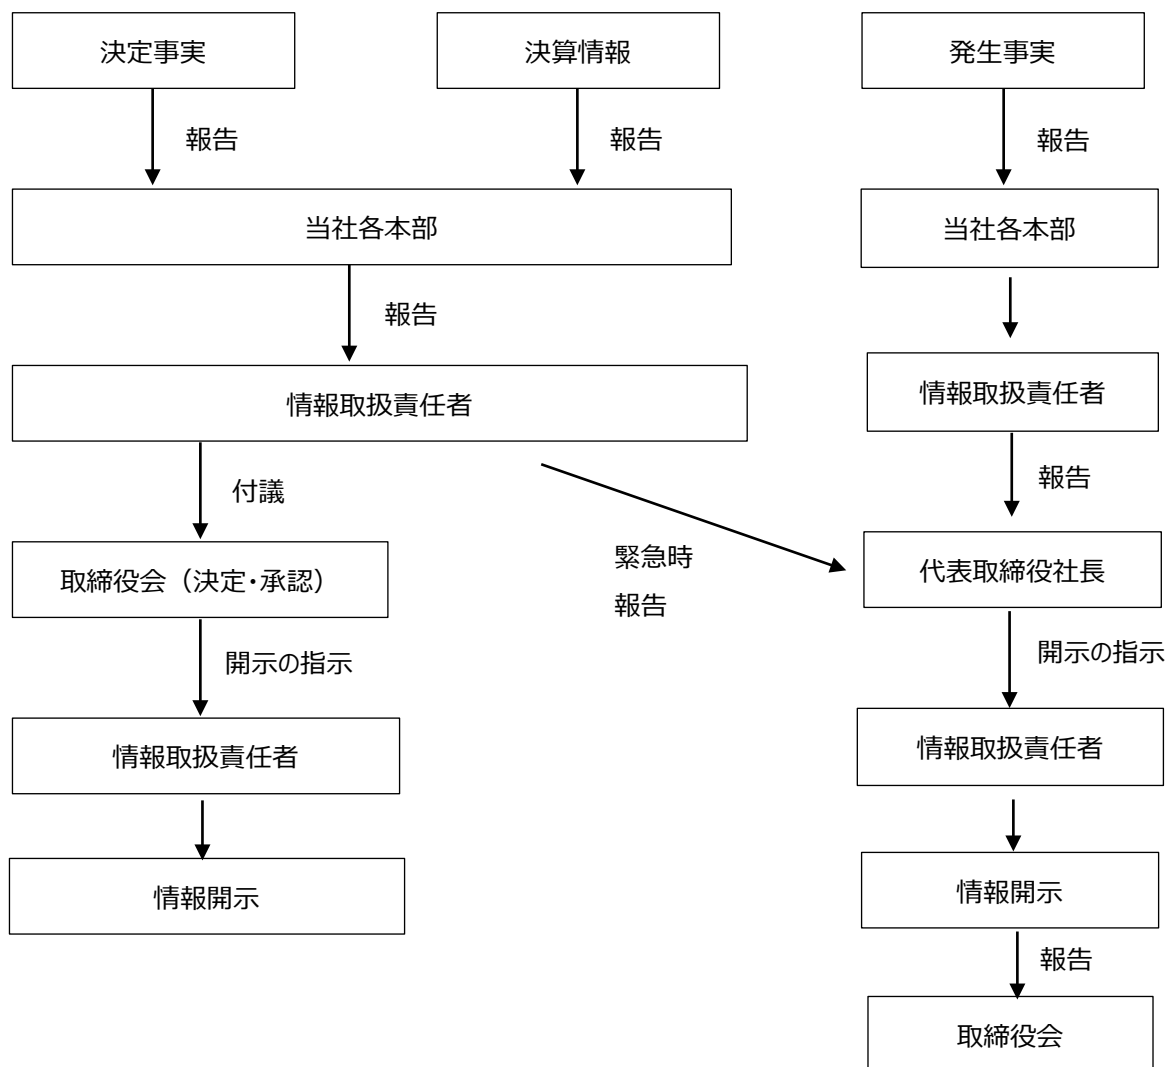 決定事実
決算情報
発生事実
報告
報告
報告
当社各本部
当社各本部
報告
情報取扱責任者
情報取扱責任者
付議
報告
緊急時
報告
取締役会（決定・承認）
代表取締役社長
開示の指示
開示の指示
情報取扱責任者
情報取扱責任者
情報開示
情報開示
報告
取締役会